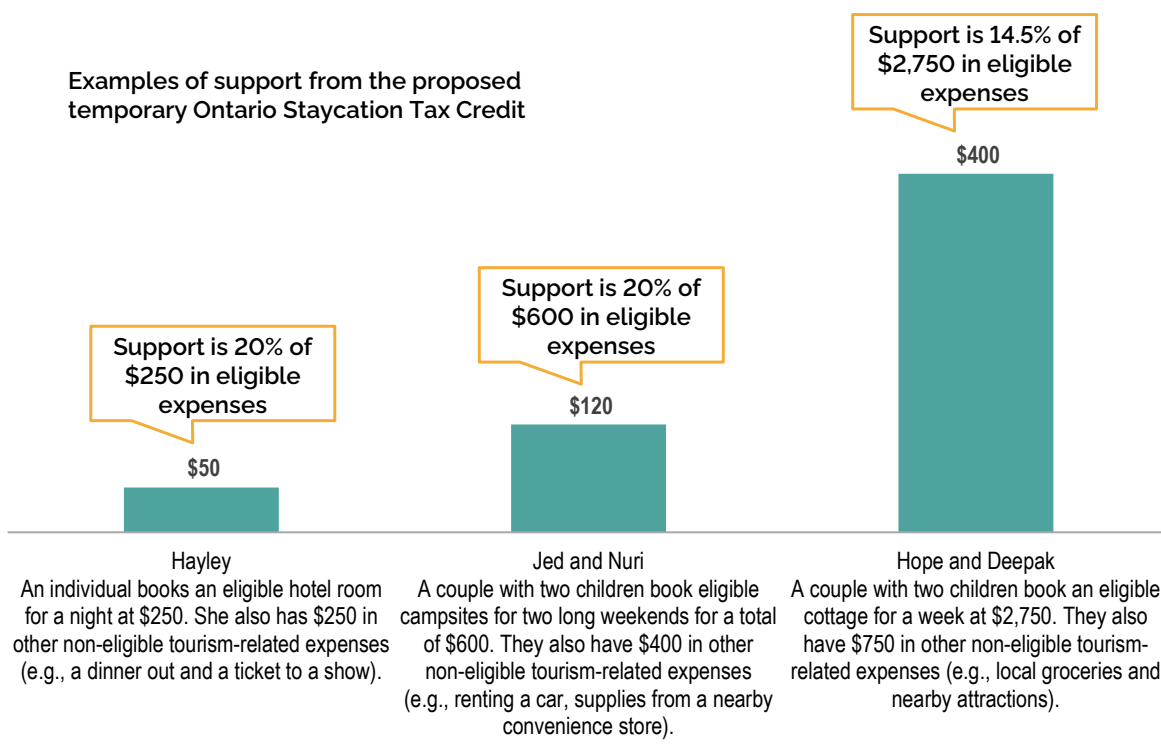 Examples of support from the proposed
temporary Ontario Staycation Tax Credit
Support is 20% of
$250 in eligible
expenses
$50
Support is 20% of
$600 in eligible
expenses
$120
Support is 14.5% of
$2,750 in eligible
expenses
$400
Hayley
An individual books an eligible hotel room
for a night at $250. She also has $250 in
other non-eligible tourism-related expenses
(e.g., a dinner out and a ticket to a show).
Jed and Nuri
A couple with two children book eligible
campsites for two long weekends for a total
of $600. They also have $400 in other
non-eligible tourism-related expenses
(e.g., renting a car, supplies from a nearby
convenience store).
Hope and Deepak
A couple with two children book an eligible
cottage for a week at $2,750. They also
have $750 in other non-eligible tourism-
related expenses (e.g., local groceries and
nearby attractions).